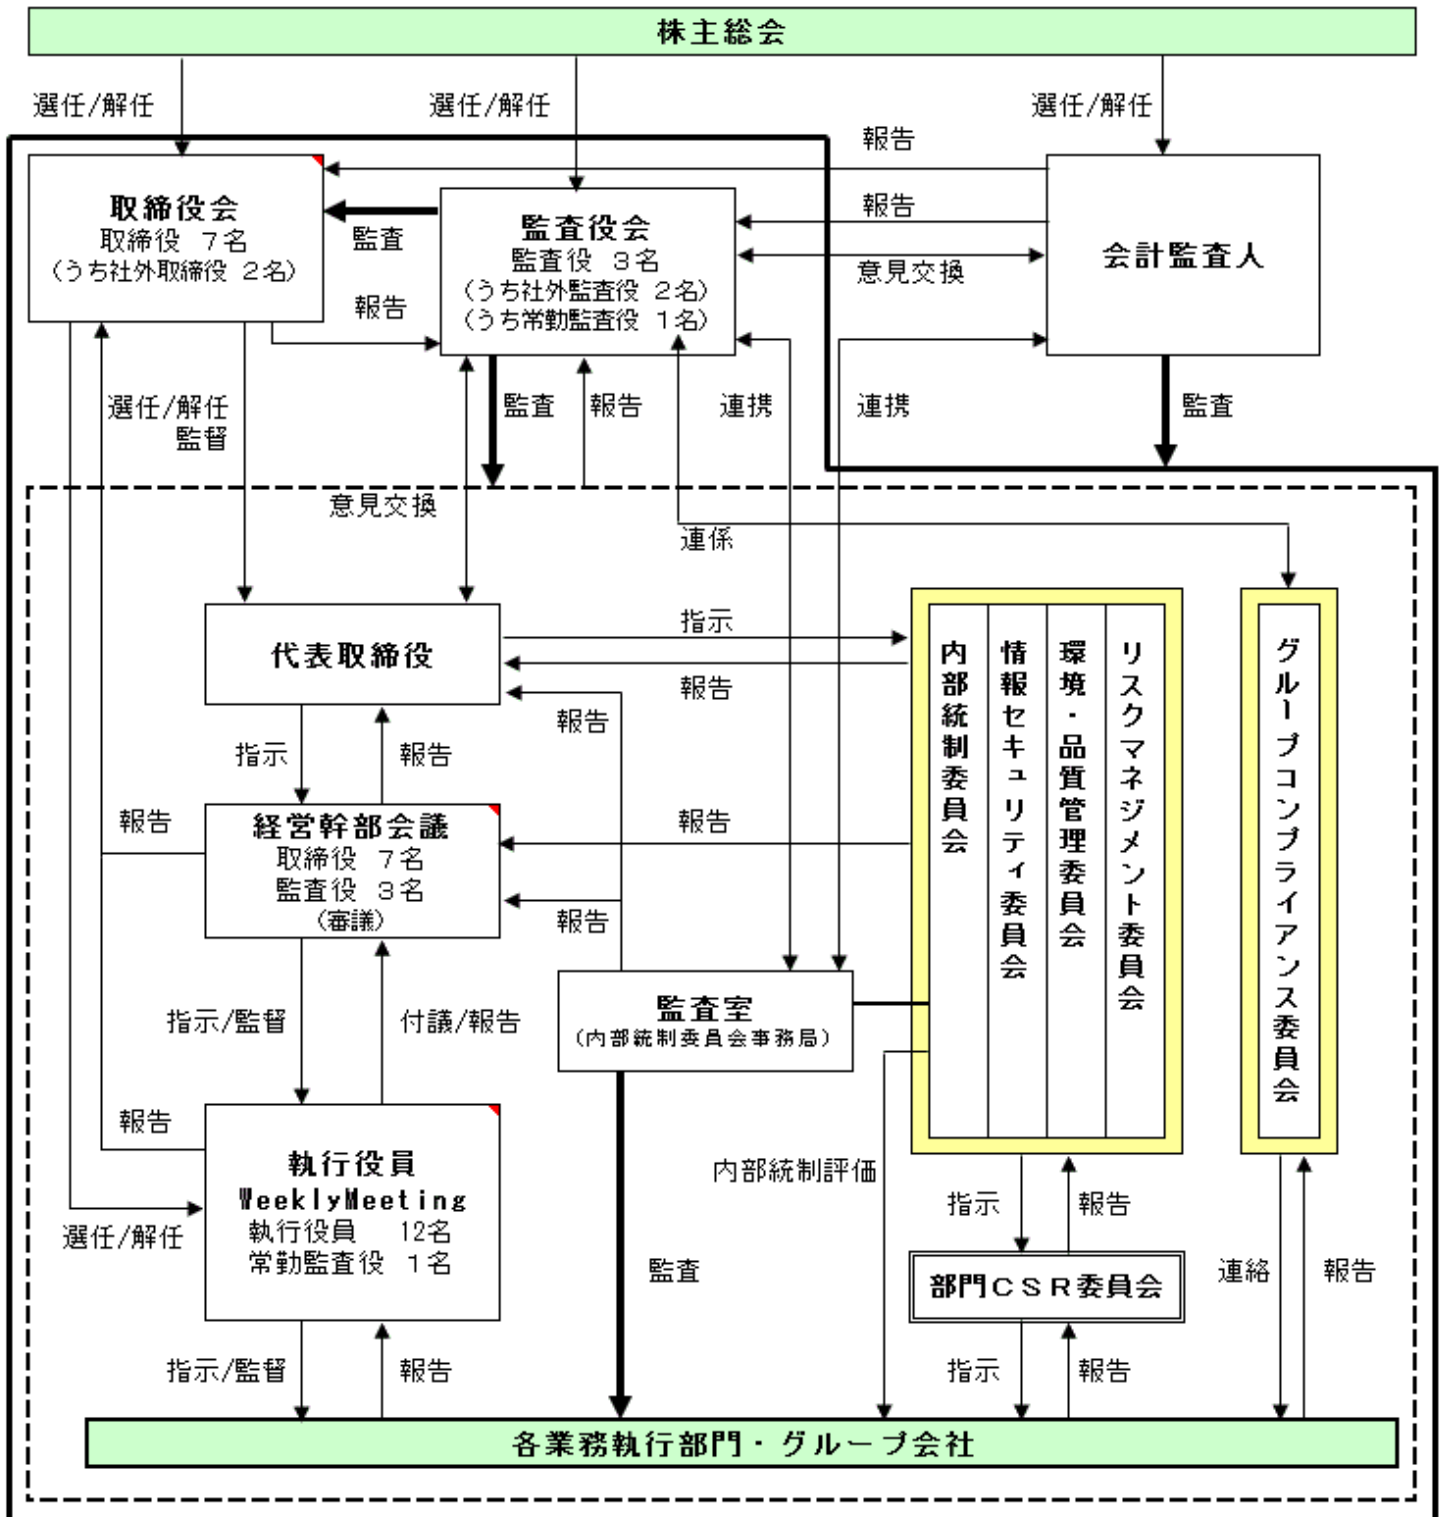 株主総会
選任/解任
選任/解任
選任/解任
報告
取締役会
取締役 7名
(うち社外取締役 2名)
監査
監査役会
監査役 3名
(うち社外監査役 2名)
(うち常勤監査役 1名)
報告
意見交換
会計監査人
報告
選任/解任
監督
監査
報告
連携
連携
監査
意見交換
連係
代表取締役
指示
報告
報告
内部統制委員会
情報セキュリティ委員会
環境・品質管理委員会
リスクマネジメント委員会
グループコンプライアンス委員会
指示
報告
報告
経営幹部会議
取締役 7名
監査役 3名
(審議)
報告
報告
指示/監督
付議/報告
監査室
(内部統制委員会事務局)
報告
執行役員
WeeklyMeeting
執行役員 12名
常勤監査役 1名
選任/解任
内部統制評価
監査
指示
報告
部門CSR委員会
連絡
報告
指示/監督
報告
指示
報告
各業務執行部門・グループ会社